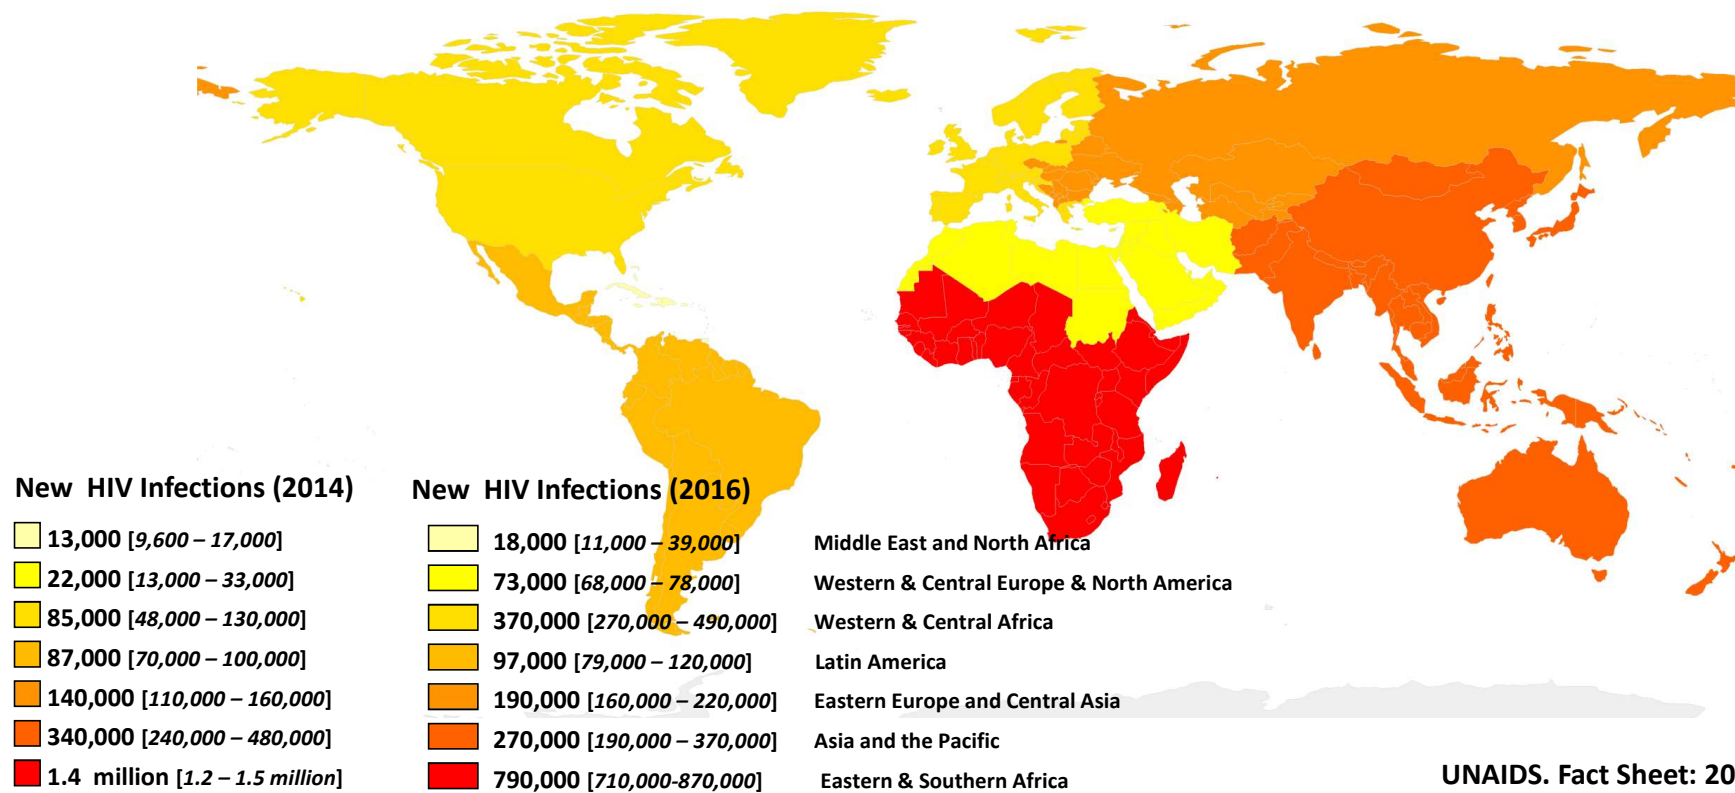 New HIV Infections (2014)
13,000 [9,600 – 17,000]
22,000 [13,000 – 33,000]
85,000 [48,000 – 130,000]
87,000 [70,000 – 100,000]
140,000 [110,000 – 160,000]
340,000 [240,000 – 480,000]
1.4 million [1.2 – 1.5 million]
New HIV Infections (2016)
18,000 [11,000 – 39,000] Middle East and North Africa
73,000 [68,000 – 78,000] Western & Central Europe & North America
370,000 [270,000 – 490,000] Western & Central Africa
97,000 [79,000 – 120,000] Latin America
190,000 [160,000 – 220,000] Eastern Europe and Central Asia
270,000 [190,000 – 370,000] Asia and the Pacific
790,000 [710,000-870,000] Eastern & Southern Africa
UNAIDS. Fact Sheet: 20